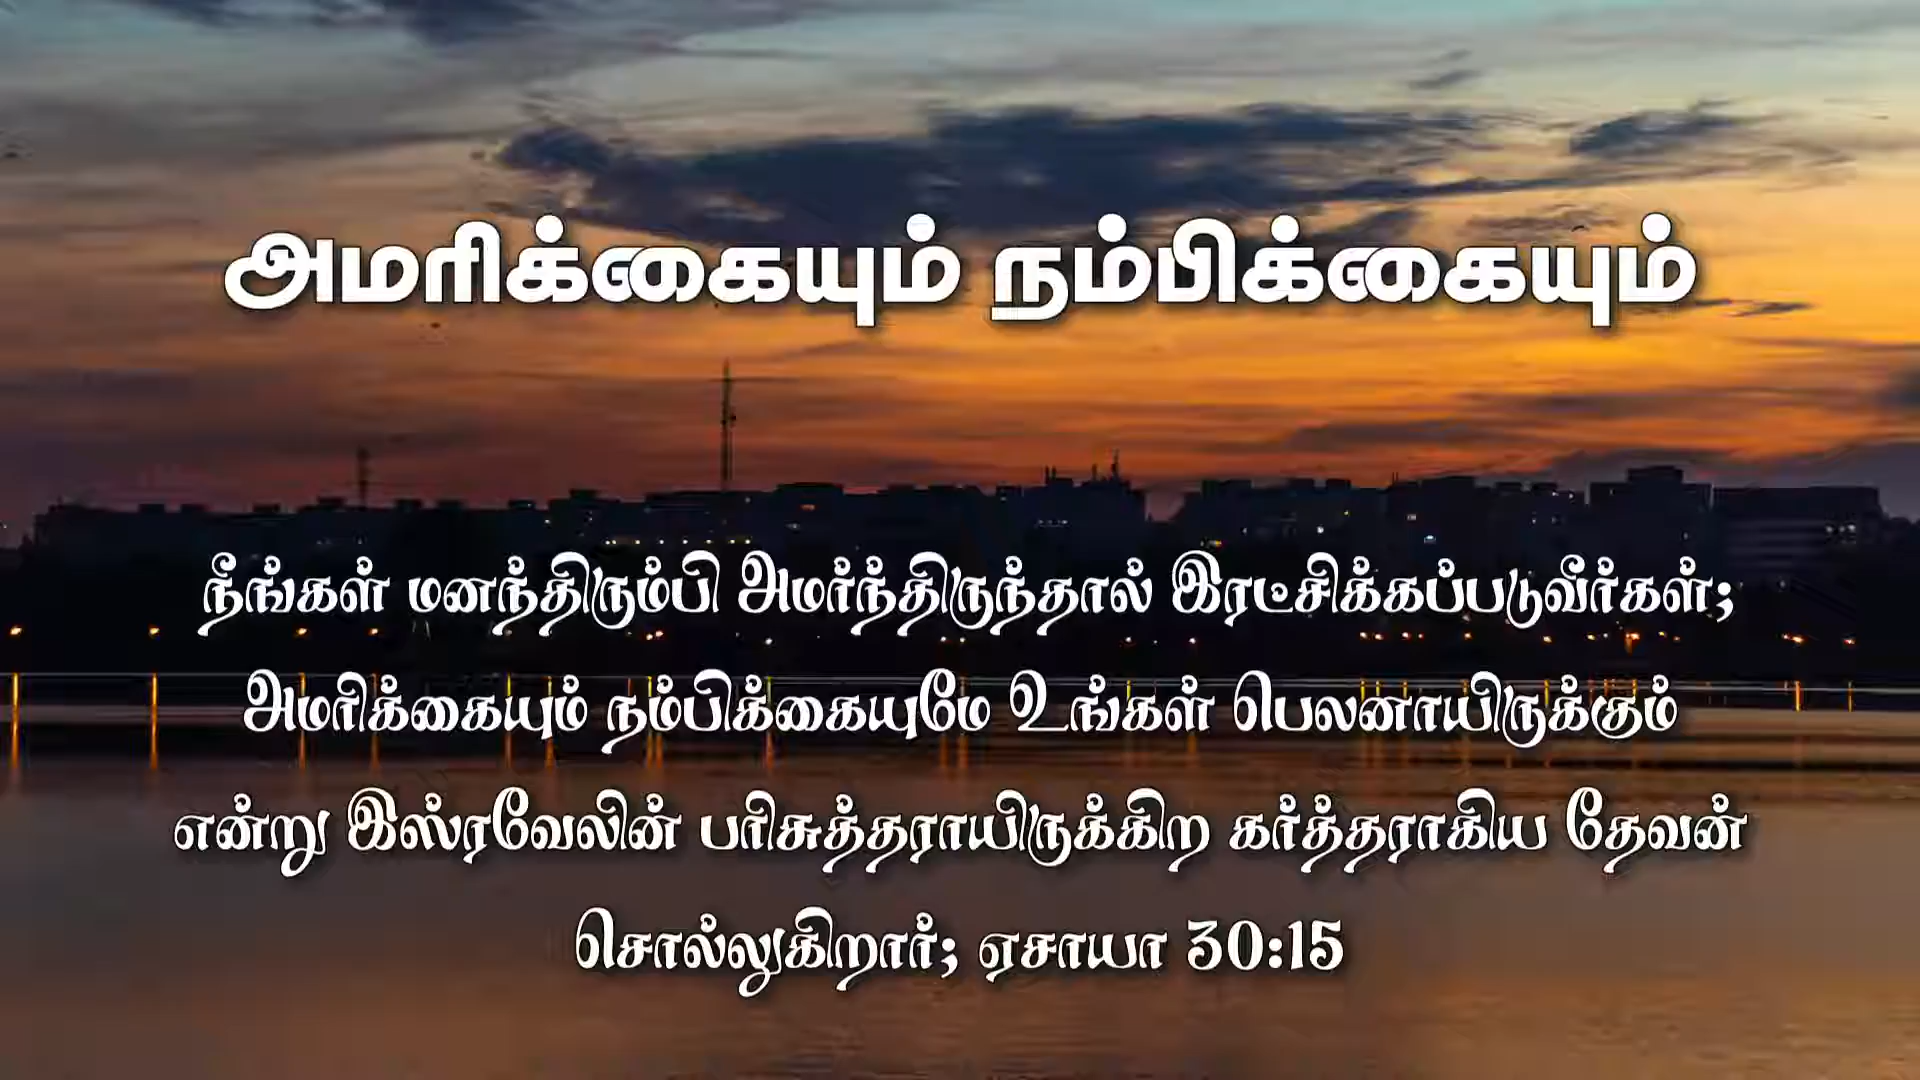 அமரிக்கையும் நம்பிக்கையும்
நீங்கள் மனந்திரும்பி அமர்ந்திருந்தால் இரட்சிக்கப்படுவீர்கள்;
அமரிக்கையும் நம்பிக்கையுமே உங்கள் பெலனாயிருக்கும்
என்று இஸ்ரவேலின் பரிசுத்தராயிருக்கிற கர்த்தராகிய தேவன்
சொல்லுகிறார்; ஏசாயா 30:15